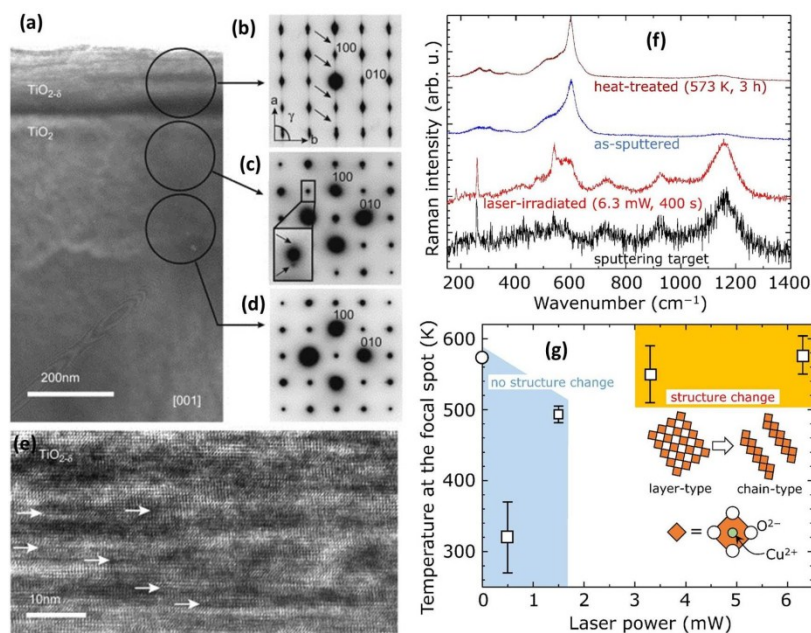 (a)
TiO2-δ
TiO2
200nm
[001]
(b)
100
010
a
γ
b
(c)
100
010
(d)
100
010
(e)
TiO2-δ
10nm
(f)
Raman intensity (arb. u.)
heat-treated (573 K, 3 h)
as-sputtered
laser-irradiated (6.3 mW, 400 s)
sputtering target
200 400 600 800 1000 1200 1400
Wavenumber (cm⁻¹)
(g)
Temperature at the focal spot (K)
600
550
500
450
400
350
300
no structure change
structure change
layer-type
chain-type
O²⁻
=
Cu²⁺
0 1 2 3 4 5 6
Laser power (mW)